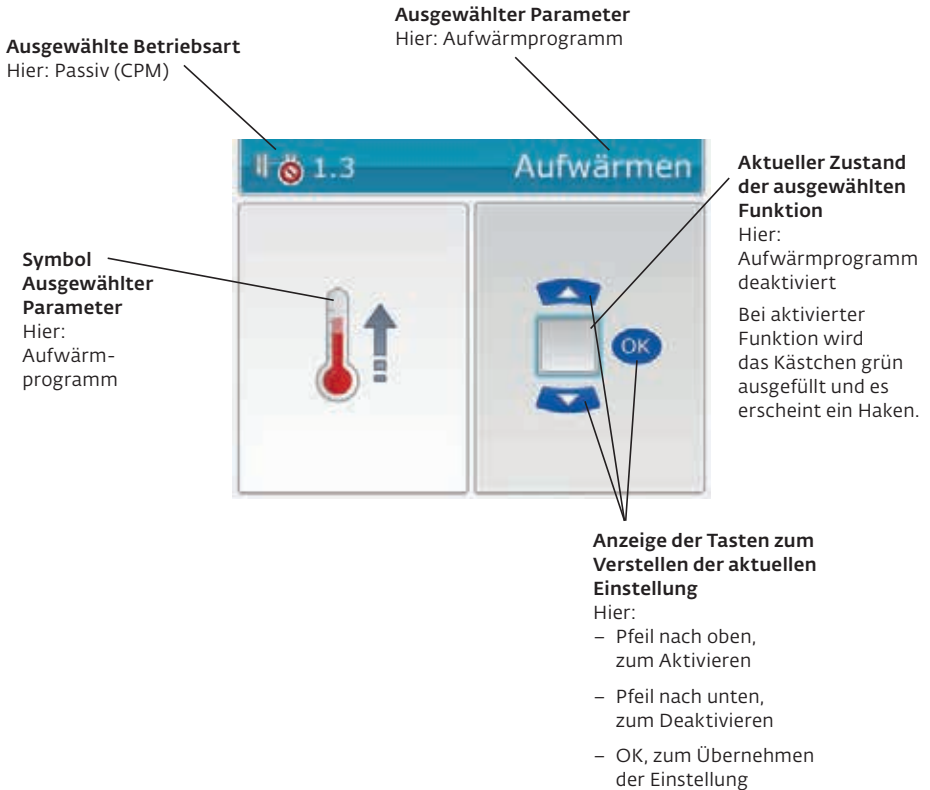 Ausgewählter Parameter
Hier: Aufwärmprogramm
Ausgewählte Betriebsart
Hier: Passiv (CPM)
1.3 Aufwärmen
Symbol
Ausgewählter
Parameter
Hier:
Aufwärm-
programm
OK
Aktueller Zustand
der ausgewählten
Funktion
Hier:
Aufwärmprogramm
deaktiviert
Bei aktivierter
Funktion wird
das Kästchen grün
ausgefüllt und es
erscheint ein Haken.
Anzeige der Tasten zum
Verstellen der aktuellen
Einstellung
Hier:
– Pfeil nach oben,
zum Aktivieren
– Pfeil nach unten,
zum Deaktivieren
– OK, zum Übernehmen
der Einstellung